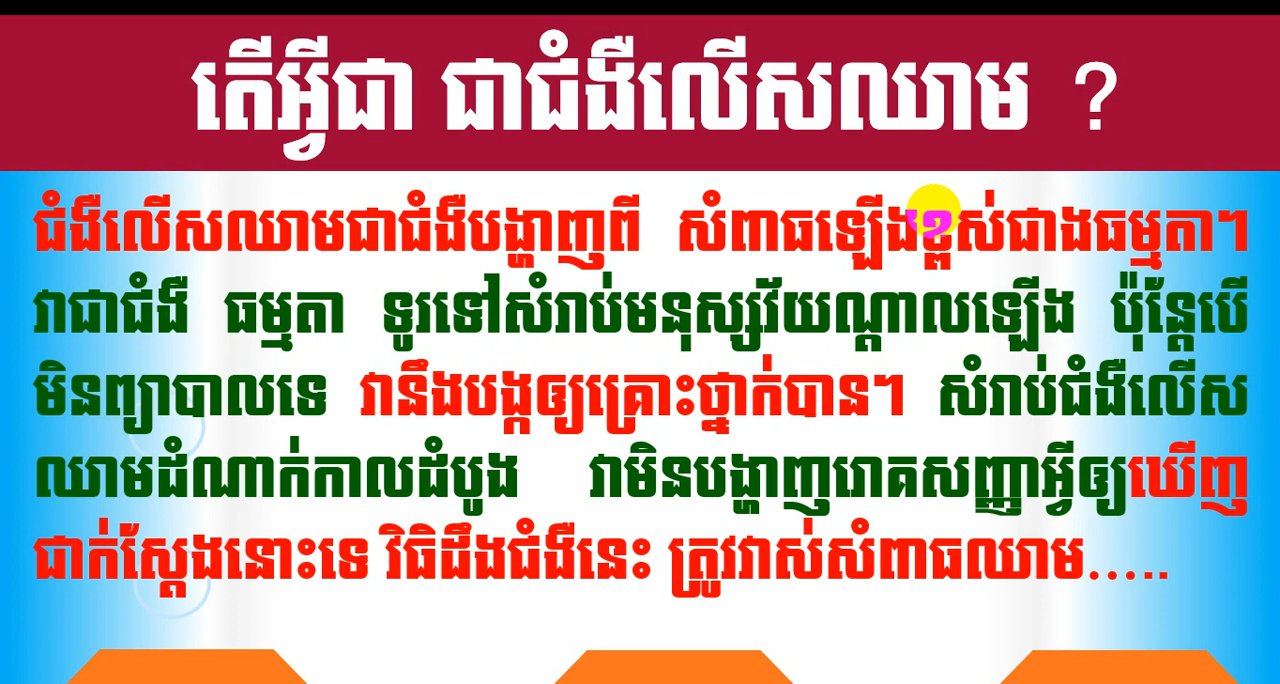 តើអ្វីជា ជាជំងឺលើសឈាម ?
ជំងឺលើសឈាមជាជំងឺបង្ហាញពី សំពាធឡើងខ្ពស់ជាងធម្មតា។
វាជាជំងឺ ធម្មតា ទូរទៅសំរាប់មនុស្សវ័យណ្តាលឡើង ប៉ុន្តែបើ
មិនព្យាបាលទេ វានឹងបង្កឲ្យគ្រោះថ្នាក់បាន។ សំរាប់ជំងឺលើស
ឈាមដំណាក់កាលដំបូង វាមិនបង្ហាញរោគសញ្ញាអ្វីឲ្យឃើញ
ជាក់ស្តែងនោះទេ វិធិដឹងជំងឺនេះ ត្រូវវាស់សំពាធឈាម.....